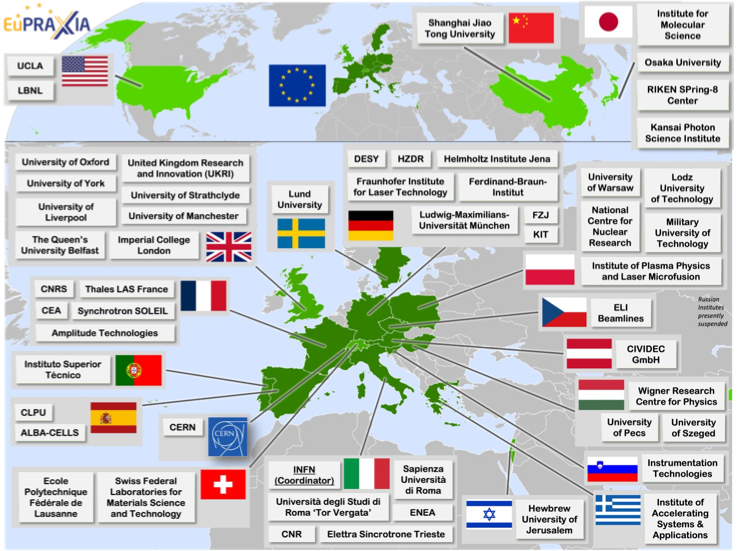 EuPRAXIA
UCLA
LBNL
Shanghai Jiao
Tong University
Institute for
Molecular
Science
Osaka University
RIKEN SPring-8
Center
Kansai Photon
Science Institute
University of Oxford
United Kingdom Research
and Innovation (UKRI)
University of York
University of Strathclyde
University of
Liverpool
University of Manchester
The Queen's
University Belfast
Imperial College
London
Lund
University
DESY
HZDR
Helmholtz Institute Jena
Fraunhofer Institute
for Laser Technology
Ferdinand-Braun-
Institut
Ludwig-Maximilians-
Universität München
FZJ
KIT
University
of Warsaw
Lodz
University
of Technology
National
Centre for
Nuclear
Research
Military
University of
Technology
Institute of Plasma Physics
and Laser Microfusion
CNRS
Thales LAS France
CEA
Synchrotron SOLEIL
Amplitude Technologies
ELI
Beamlines
Russian
Institutes
presently
suspended
CIVIDEC
GmbH
Instituto Superior
Técnico
Wigner Research
Centre for Physics
University
of Pecs
University
of Szeged
CLPU
ALBA-CELLS
CERN
CERN
Instrumentation
Technologies
Ecole
Polytechnique
Fédérale de
Lausanne
Swiss Federal
Laboratories for
Materials Science
and Technology
INFN
(Coordinator)
Sapienza
Università
di Roma
Università degli Studi di
Roma 'Tor Vergata'
ENEA
CNR
Elettra Sincrotrone Trieste
Hewbrew
University of
Jerusalem
Institute of
Accelerating
Systems &
Applications